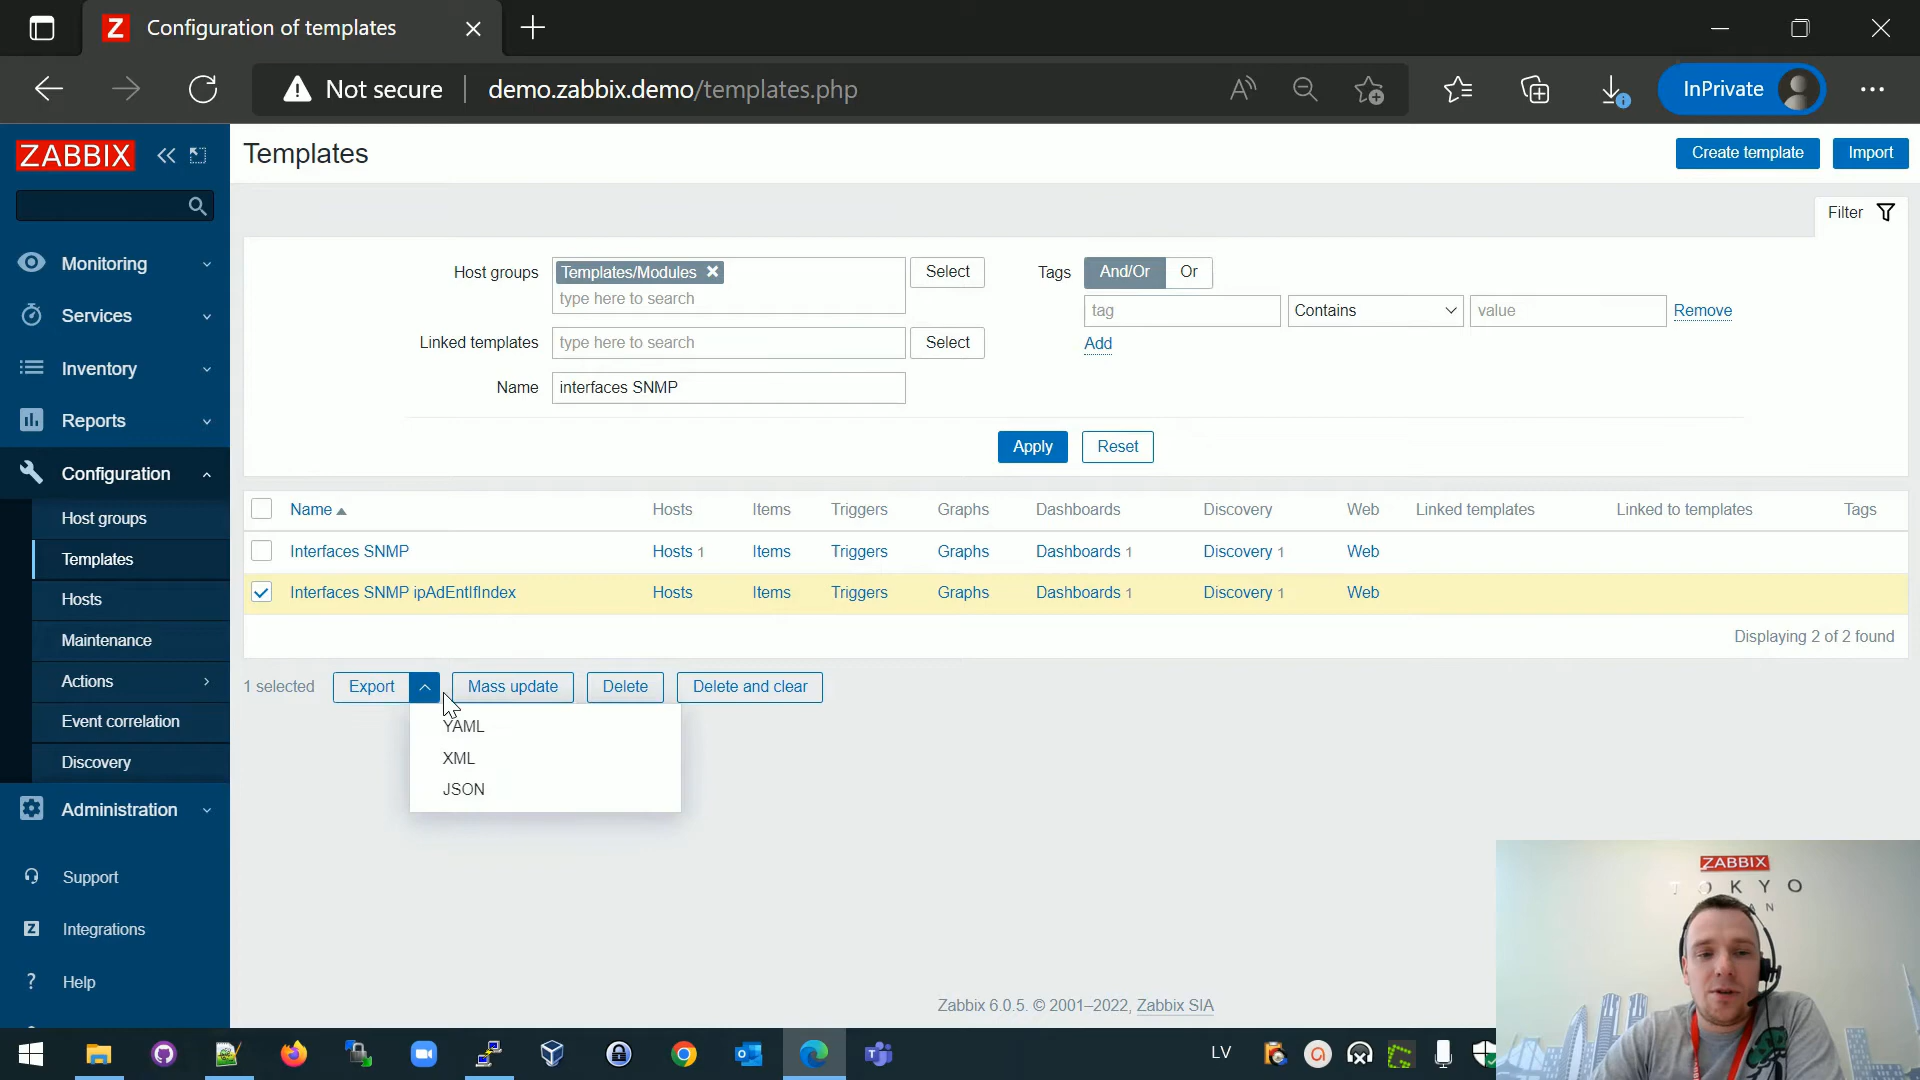 Z Configuration of templates
Not secure demo.zabbix.demo/templates.php InPrivate
ZABBIX
Templates
Create template Import
Filter
Monitoring
Services
Inventory
Reports
Configuration
Host groups
Templates
Hosts
Maintenance
Actions
Event correlation
Discovery
Administration
Support
Integrations
Help
Host groups Templates/Modules Select
type here to search
Linked templates type here to search Select
Name interfaces SNMP
Tags And/Or Or
tag Contains value Remove
Add
Apply Reset
Name Hosts Items Triggers Graphs Dashboards Discovery Web Linked templates Linked to templates Tags
Interfaces SNMP Hosts 1 Items Triggers Graphs Dashboards 1 Discovery 1 Web
Interfaces SNMP ipAdEntIfIndex Hosts Items Triggers Graphs Dashboards 1 Discovery 1 Web
Displaying 2 of 2 found
1 selected Export Mass update Delete Delete and clear
YAML
XML
JSON
Zabbix 6.0.5. © 2001–2022, Zabbix SIA
ZABBIX
TOKYO
LV